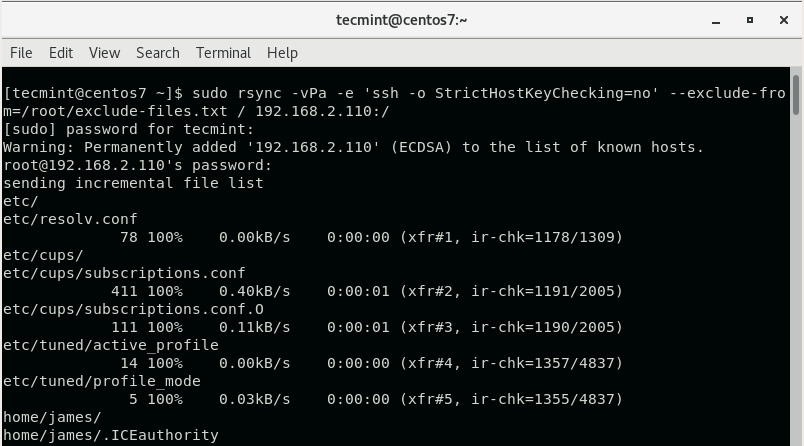 tecmint@centos7:~
File Edit View Search Terminal Help
[tecmint@centos7 ~]$ sudo rsync -vPa -e 'ssh -o StrictHostKeyChecking=no' --exclude-fro
m=/root/exclude-files.txt / 192.168.2.110:/
[sudo] password for tecmint:
Warning: Permanently added '192.168.2.110' (ECDSA) to the list of known hosts.
root@192.168.2.110's password:
sending incremental file list
etc/
etc/resolv.conf
78 100%    0.00kB/s    0:00:00 (xfr#1, ir-chk=1178/1309)
etc/cups/
etc/cups/subscriptions.conf
411 100%    0.40kB/s    0:00:01 (xfr#2, ir-chk=1191/2005)
etc/cups/subscriptions.conf.O
111 100%    0.11kB/s    0:00:01 (xfr#3, ir-chk=1190/2005)
etc/tuned/active_profile
14 100%    0.00kB/s    0:00:00 (xfr#4, ir-chk=1357/4837)
etc/tuned/profile_mode
5 100%    0.03kB/s    0:00:00 (xfr#5, ir-chk=1355/4837)
home/james/
home/james/.ICEauthority